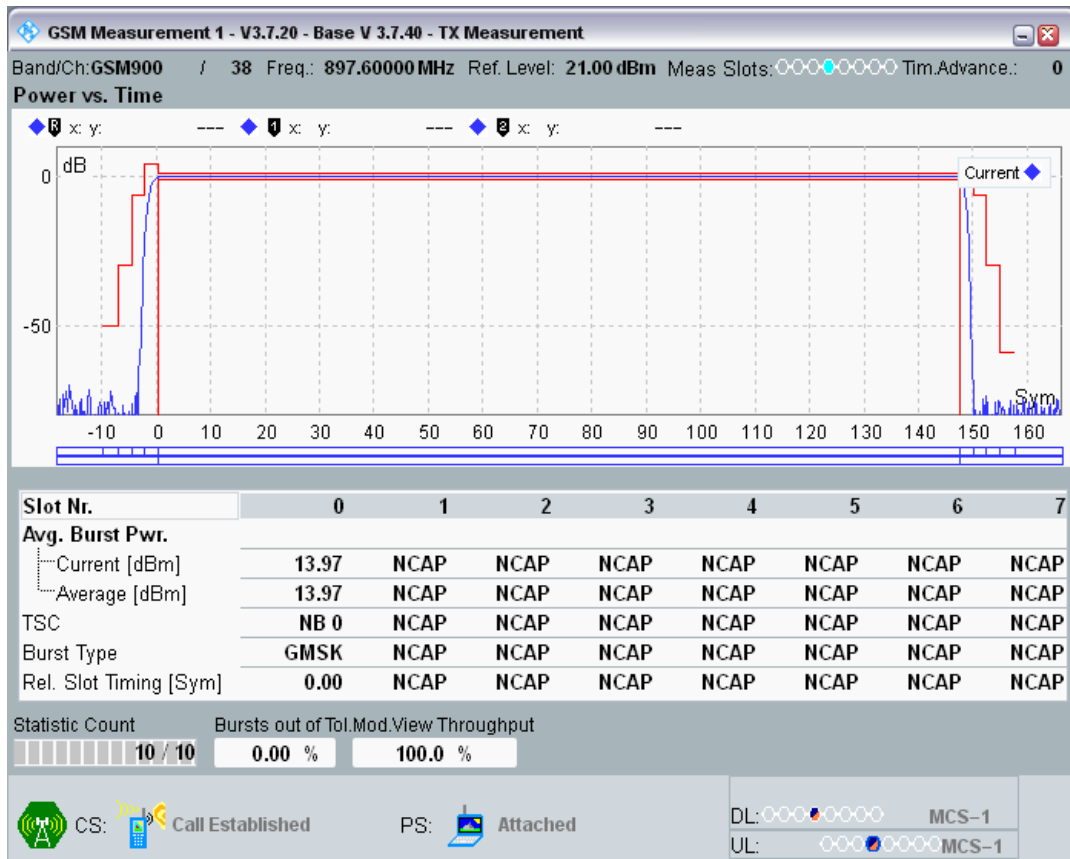 GSM Measurement 1 - V3.7.20 - Base V 3.7.40 - TX Measurement
Band/Ch:GSM900 / 38 Freq.: 897.60000 MHz Ref. Level: 21.00 dBm Meas Slots: Tim.Advance.: 0
Power vs. Time
R x: y: --- 1 x: y: --- 2 x: y: ---
dB
Current
0
-50
Sym
-10 0 10 20 30 40 50 60 70 80 90 100 110 120 130 140 150 160
Slot Nr. 0 1 2 3 4 5 6 7
Avg. Burst Pwr.
Current [dBm] 13.97 NCAP NCAP NCAP NCAP NCAP NCAP NCAP
Average [dBm] 13.97 NCAP NCAP NCAP NCAP NCAP NCAP NCAP
TSC NB 0 NCAP NCAP NCAP NCAP NCAP NCAP NCAP
Burst Type GMSK NCAP NCAP NCAP NCAP NCAP NCAP NCAP
Rel. Slot Timing [Sym] 0.00 NCAP NCAP NCAP NCAP NCAP NCAP NCAP
Statistic Count Bursts out of Tol.Mod.View Throughput
10 / 10 0.00 % 100.0 %
CS: Call Established PS: Attached
DL: MCS-1
UL: MCS-1